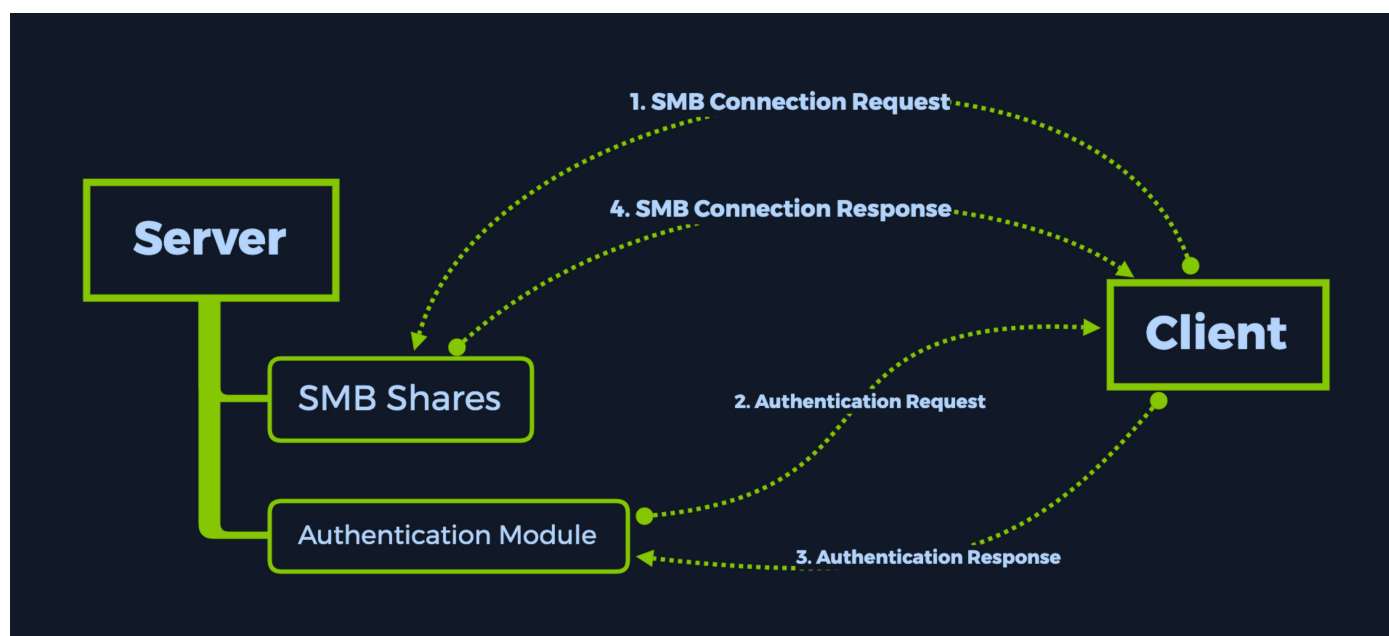 1. SMB Connection Request
4. SMB Connection Response
Server
Client
SMB Shares
2. Authentication Request
Authentication Module
3. Authentication Response